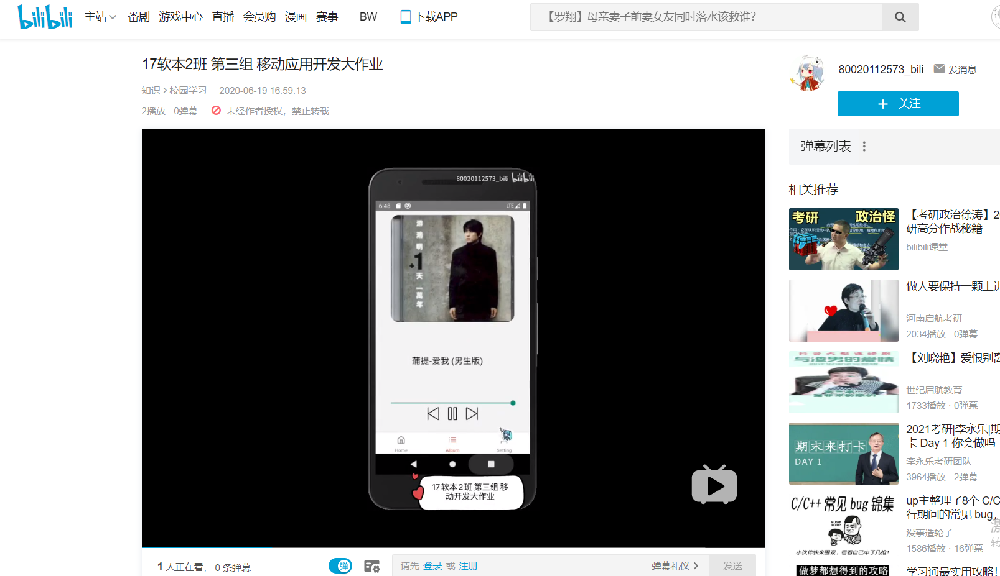 bilibili
主站 番剧 游戏中心 直播 会员购 漫画 赛事 BW 下载APP
【罗翔】母亲妻子前妻女友同时落水该救谁?
17软本2班 第三组 移动应用开发大作业
知识 > 校园学习 2020-06-19 16:59:13
2播放 · 0弹幕 未经作者授权，禁止转载
80020112573_bili 发消息
+ 关注
80020112573_bili bilibili
6:48 LTE
游鸿明
+1天
一万年
蒲提-爱我 (男生版)
Home Album Setting
17软本2班 第三组 移
动开发大作业
1 人正在看， 0 条弹幕
弹
请先 登录 或 注册
弹幕礼仪 >
发送
弹幕列表
相关推荐
考研 政治怪
【考研政治徐涛】2
研高分作战秘籍
bilibili课堂
做人要保持一颗上进
河南启航考研
2034播放 · 0弹幕
与渣男的爱情
【刘晓艳】爱恨别离
世纪启航教育
1733播放 · 0弹幕
期末来打卡
DAY 1
2021考研|李永乐|期
卡 Day 1 你会做吗
李永乐考研团队
3964播放 · 2弹幕
C/C++ 常见 bug 锦集
小伙伴快来围观，看看自己中了几枪!
up主整理了8个 C/C
行期间的常见 bug，
没事造轮子
1586播放 · 16弹幕
做梦都想得到的攻略
学习通最实用攻略!